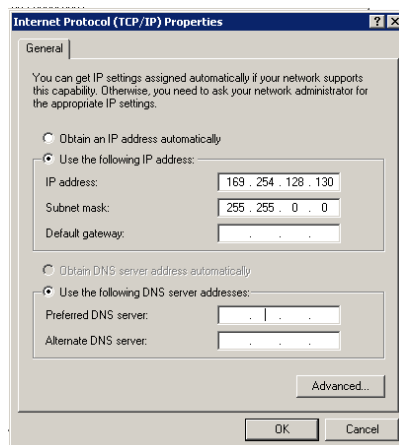 Internet Protocol (TCP/IP) Properties
General
You can get IP settings assigned automatically if your network supports
this capability. Otherwise, you need to ask your network administrator for
the appropriate IP settings.
Obtain an IP address automatically
Use the following IP address:
IP address: 169 . 254 . 128 . 130
Subnet mask: 255 . 255 . 0 . 0
Default gateway: . . .
Obtain DNS server address automatically
Use the following DNS server addresses:
Preferred DNS server: . . .
Alternate DNS server: . . .
Advanced...
OK Cancel